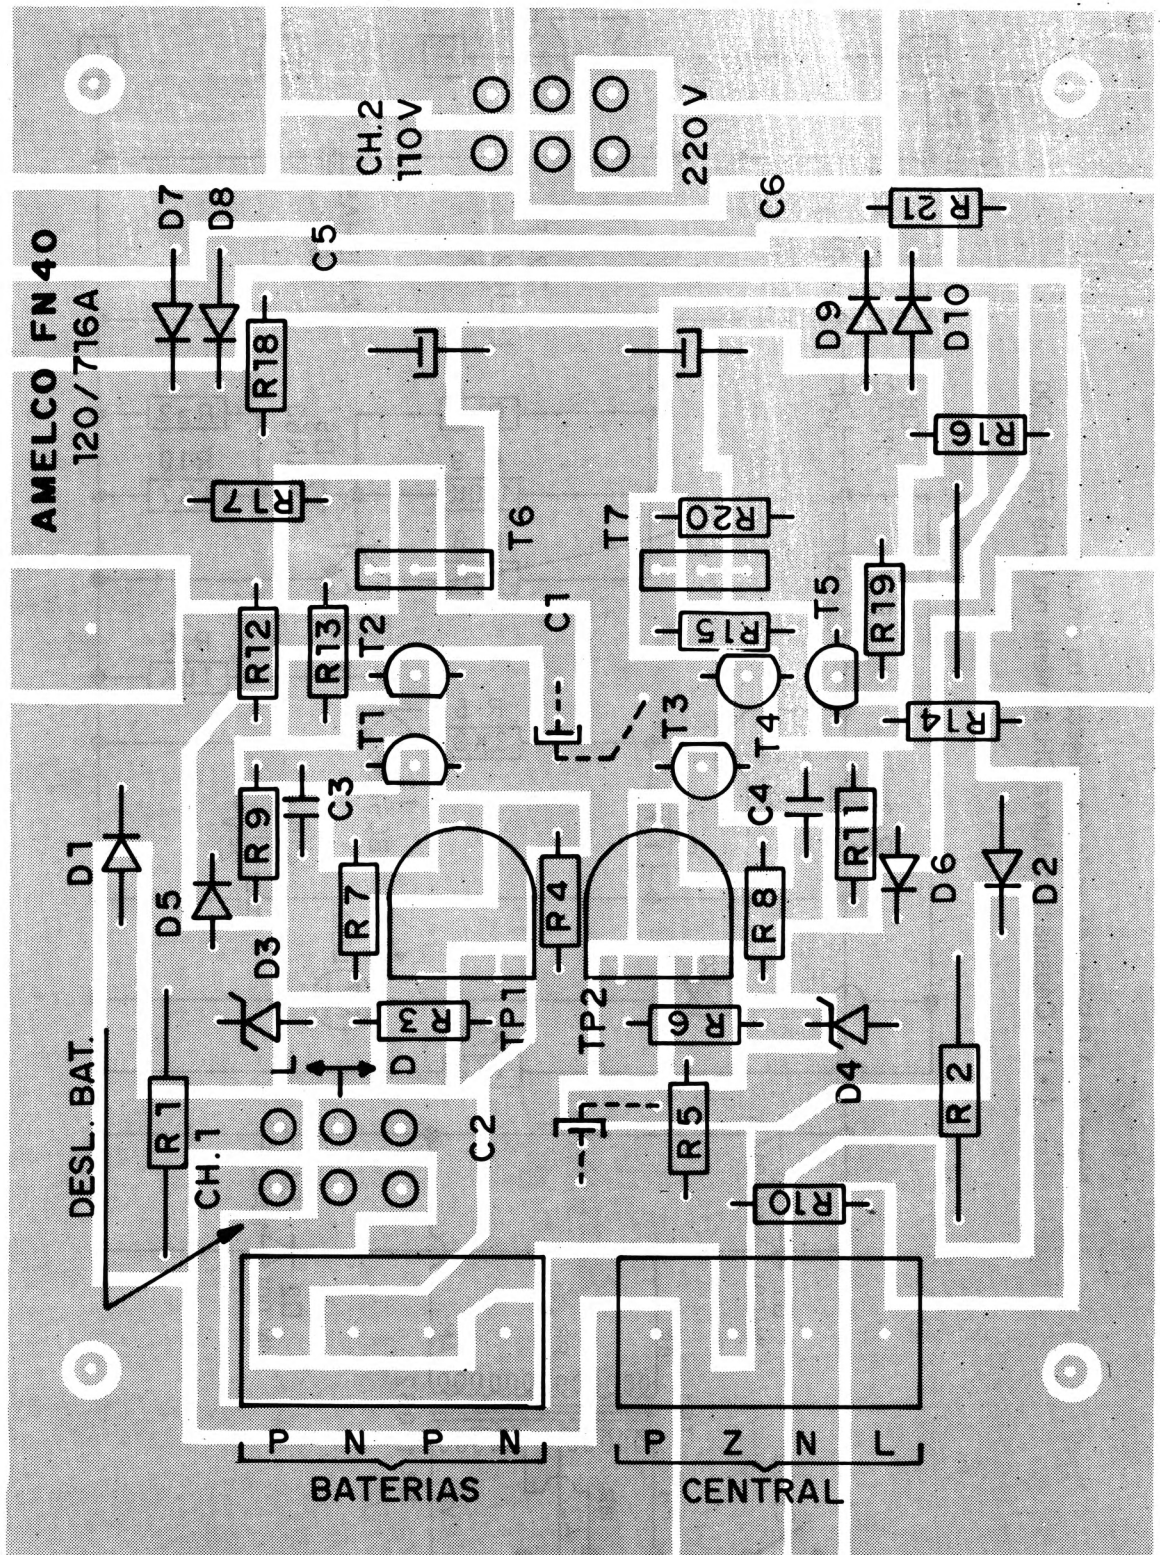 AMELCO FN 40
120/716A
CH.2
110V
220V
D7
D8
C5
C6
R21
D9
D10
R18
R16
R17
T6
T7
R20
C1
R12
R13
T2
R15
T5
R19
T1
T3
T4
R14
D1
D5
R9
C3
C4
R11
D6
D2
R7
R4
R8
D3
TP1
TP2
R3
R6
D4
L
D
DESL. BAT.
R1
CH.1
C2
R5
R2
R10
P N P N
BATERIAS
P Z N L
CENTRAL